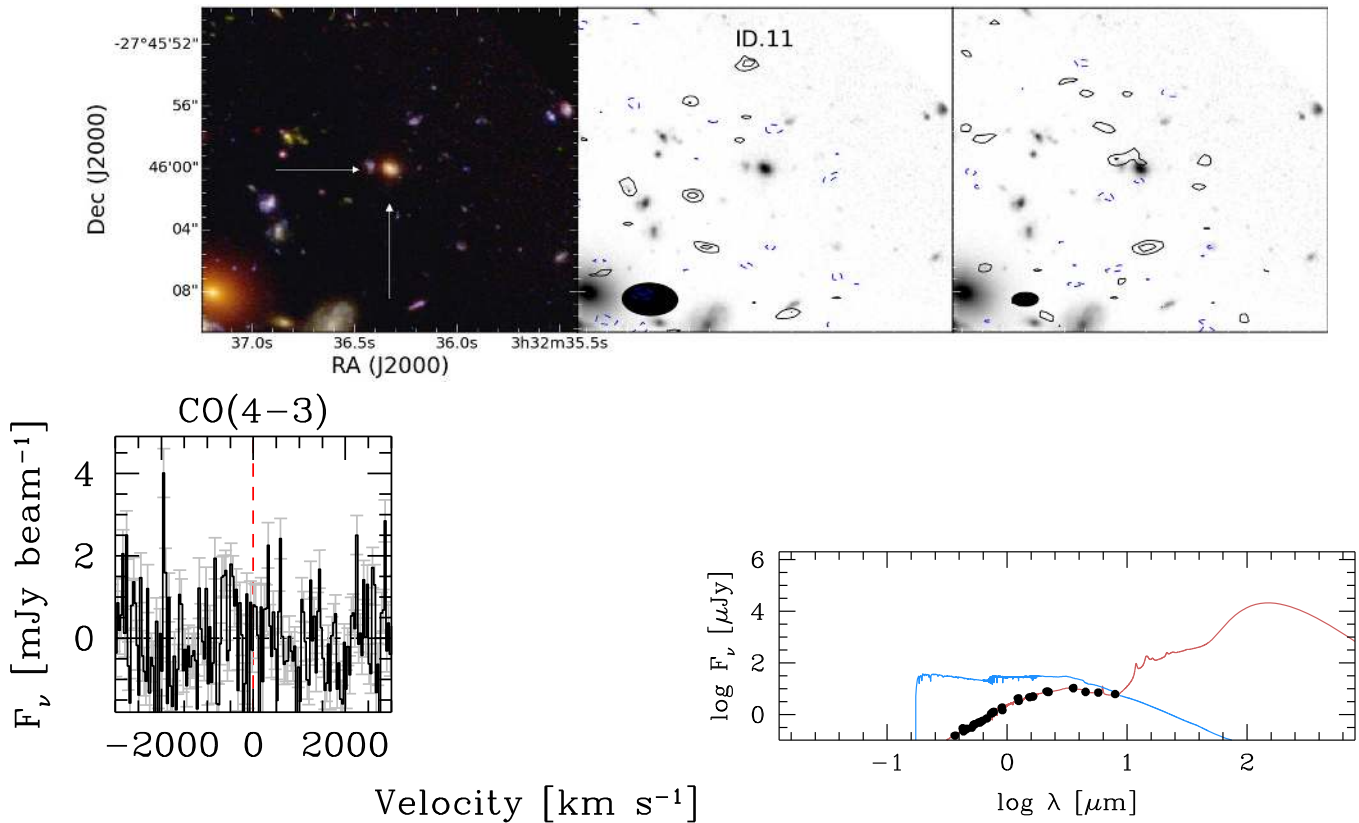 -27°45'52"
56"
46'00"
04"
08"
Dec (J2000)
37.0s 36.5s 36.0s 3h32m35.5s
RA (J2000)
ID.11
CO(4−3)
4
2
0
F_ν [mJy beam⁻¹]
−2000 0 2000
Velocity [km s⁻¹]
6
4
2
0
log F_ν [μJy]
−1 0 1 2
log λ [μm]